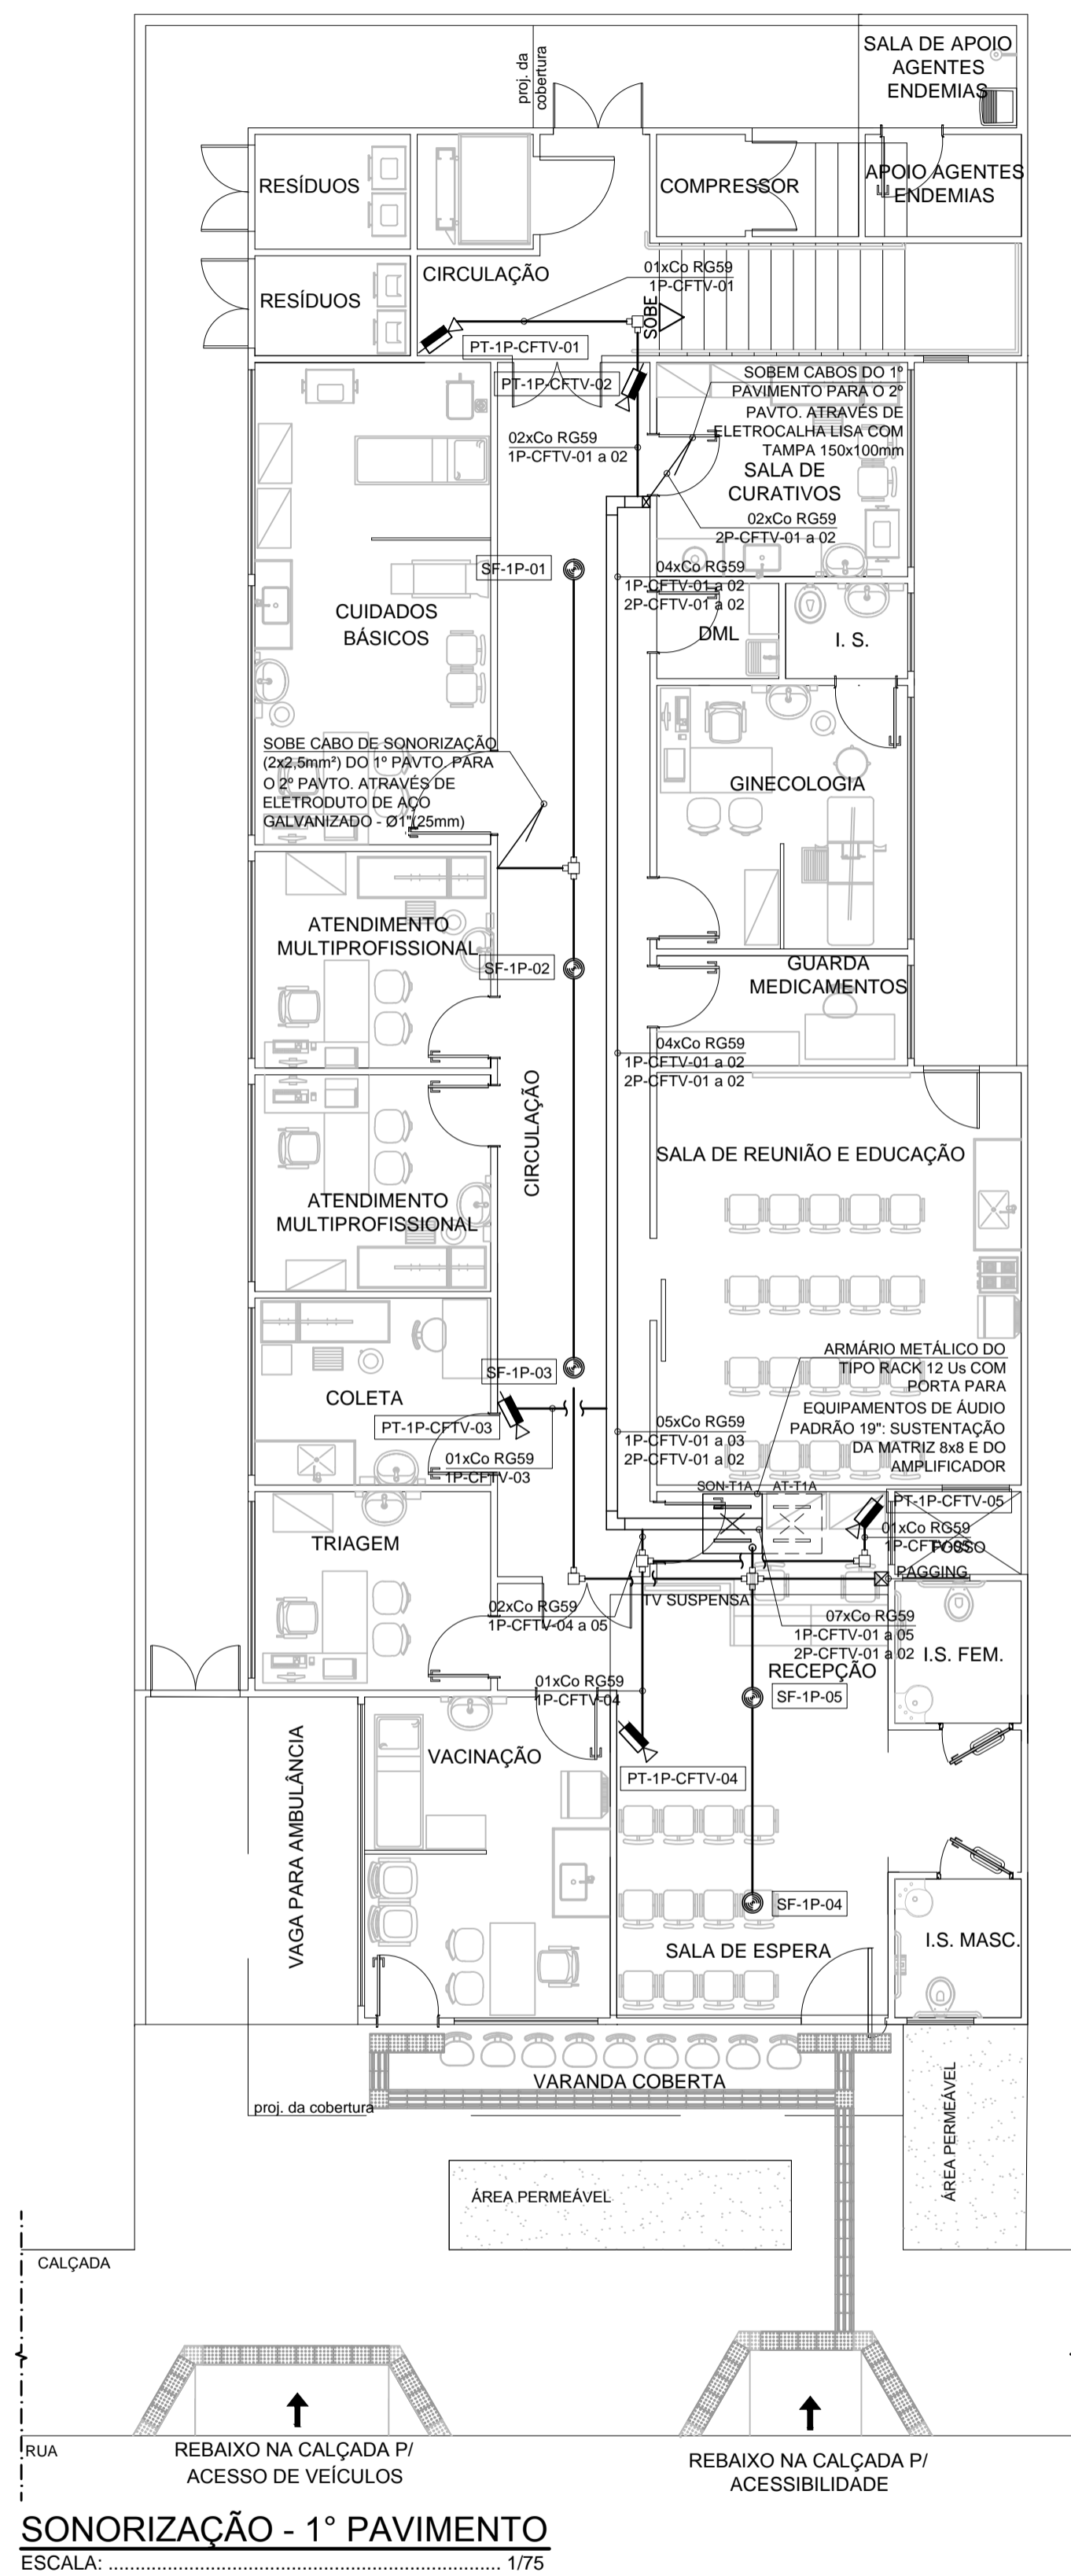 SALA DE APOIO
AGENTES
ENDEMIAS
proj. da
cobertura
RESÍDUOS
COMPRESSOR
APOIO AGENTES
ENDEMIAS
CIRCULAÇÃO
01xCo RG59
1P-CFTV-01
RESÍDUOS
SOBE
PT-1P-CFTV-01
PT-1P-CFTV-02
SOBEM CABOS DO 1º
PAVIMENTO PARA O 2º
PAVTO. ATRAVÉS DE
ELETROCALHA LISA COM
TAMPA 150x100mm
02xCo RG59
1P-CFTV-01 a 02
SALA DE
CURATIVOS
02xCo RG59
2P-CFTV-01 a 02
SF-1P-01
04xCo RG59
1P-CFTV-01 a 02
2P-CFTV-01 a 02
CUIDADOS
BÁSICOS
DML
I. S.
SOBE CABO DE SONORIZAÇÃO
(2x2,5mm²) DO 1º PAVTO. PARA
O 2º PAVTO. ATRAVÉS DE
ELETRODUTO DE AÇO
GALVANIZADO - Ø1"(25mm)
GINECOLOGIA
ATENDIMENTO
MULTIPROFISSIONAL
SF-1P-02
GUARDA
MEDICAMENTOS
04xCo RG59
1P-CFTV-01 a 02
2P-CFTV-01 a 02
CIRCULAÇÃO
SALA DE REUNIÃO E EDUCAÇÃO
ATENDIMENTO
MULTIPROFISSIONAL
SF-1P-03
ARMÁRIO METÁLICO DO
TIPO RACK 12 Us COM
PORTA PARA
EQUIPAMENTOS DE ÁUDIO
PADRÃO 19": SUSTENTAÇÃO
DA MATRIZ 8x8 E DO
AMPLIFICADOR
COLETA
PT-1P-CFTV-03
05xCo RG59
1P-CFTV-01 a 03
2P-CFTV-01 a 02
01xCo RG59
1P-CFTV-03
SON-T1A
AT-T1A
PT-1P-CFTV-05
01xCo RG59
1P-CFTV-05
FOSSO
TRIAGEM
PAGGING
TV SUSPENSA
02xCo RG59
1P-CFTV-04 a 05
07xCo RG59
1P-CFTV-01 a 05
2P-CFTV-01 a 02
I.S. FEM.
RECEPÇÃO
01xCo RG59
1P-CFTV-04
SF-1P-05
VACINAÇÃO
PT-1P-CFTV-04
VAGA PARA AMBULÂNCIA
SF-1P-04
SALA DE ESPERA
I.S. MASC.
VARANDA COBERTA
proj. da cobertura
ÁREA PERMEÁVEL
ÁREA PERMEÁVEL
CALÇADA
RUA
REBAIXO NA CALÇADA P/
ACESSO DE VEÍCULOS
REBAIXO NA CALÇADA P/
ACESSIBILIDADE
SONORIZAÇÃO - 1° PAVIMENTO
ESCALA: ........................................................................ 1/75